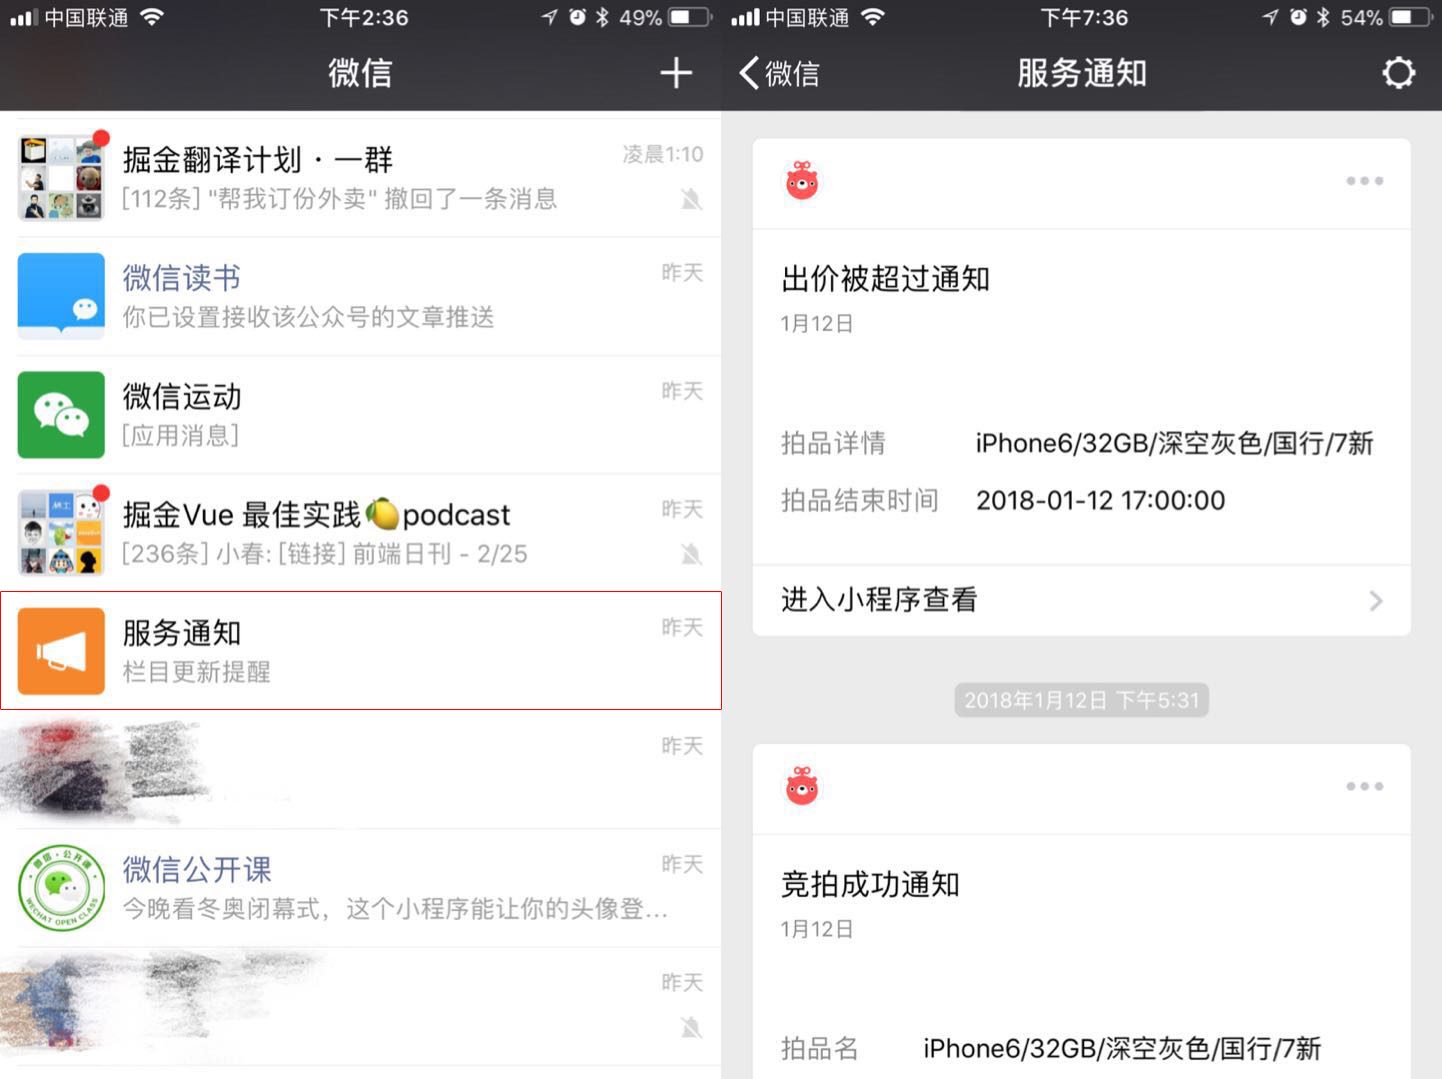 中国联通
下午2:36
49%
微信
掘金翻译计划·一群
凌晨1:10
[112条] "帮我订份外卖" 撤回了一条消息
微信读书
昨天
你已设置接收该公众号的文章推送
微信运动
昨天
[应用消息]
掘金Vue 最佳实践🍋podcast
昨天
[236条] 小春: [链接] 前端日刊 - 2/25
服务通知
昨天
栏目更新提醒
昨天
微信·公开课
WECHAT OPEN CLASS
微信公开课
昨天
今晚看冬奥闭幕式，这个小程序能让你的头像登...
昨天
中国联通
下午7:36
54%
微信
服务通知
出价被超过通知
1月12日
拍品详情
iPhone6/32GB/深空灰色/国行/7新
拍品结束时间
2018-01-12 17:00:00
进入小程序查看
2018年1月12日 下午5:31
竞拍成功通知
1月12日
拍品名
iPhone6/32GB/深空灰色/国行/7新